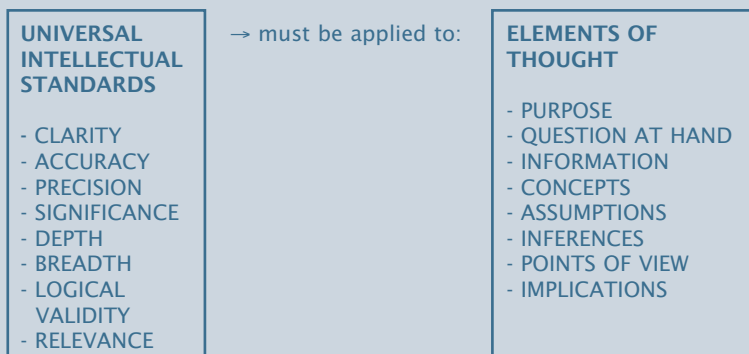 UNIVERSAL
INTELLECTUAL
STANDARDS
- CLARITY
- ACCURACY
- PRECISION
- SIGNIFICANCE
- DEPTH
- BREADTH
- LOGICAL
VALIDITY
- RELEVANCE
→ must be applied to:
ELEMENTS OF
THOUGHT
- PURPOSE
- QUESTION AT HAND
- INFORMATION
- CONCEPTS
- ASSUMPTIONS
- INFERENCES
- POINTS OF VIEW
- IMPLICATIONS